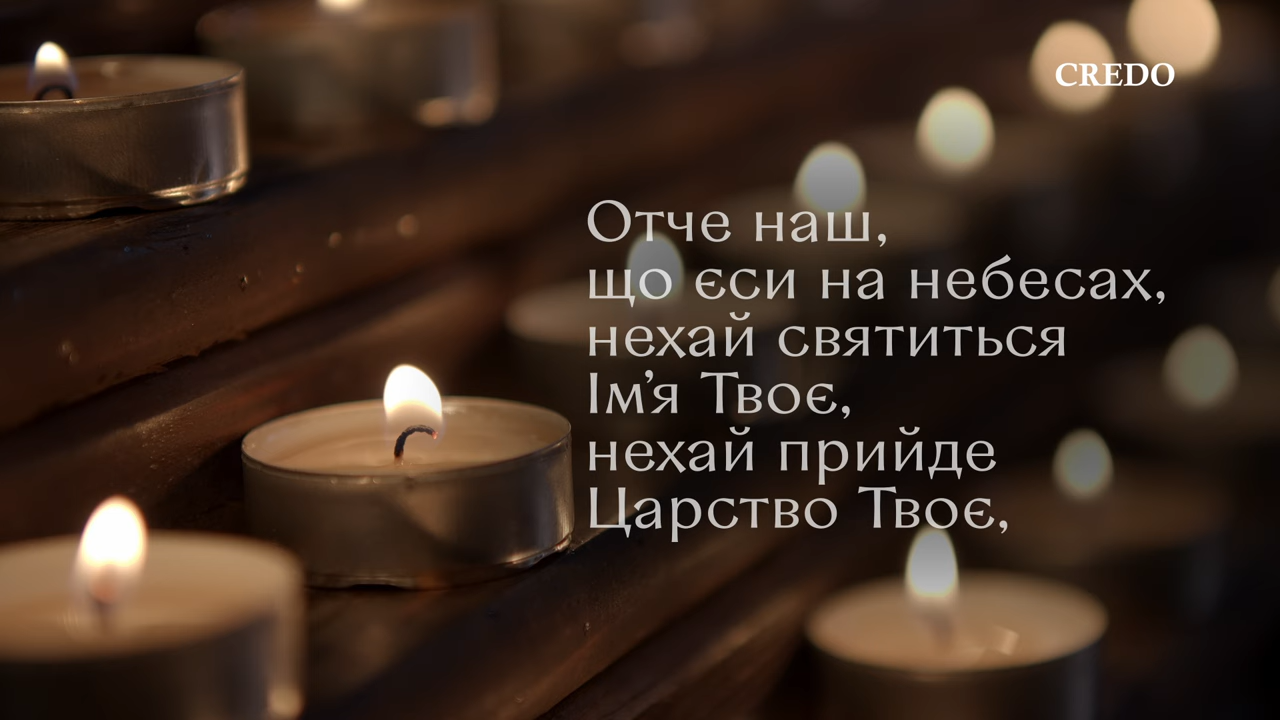 CREDO
Отче наш,
що єси на небесах,
нехай святиться
Ім’я Твоє,
нехай прийде
Царство Твоє,